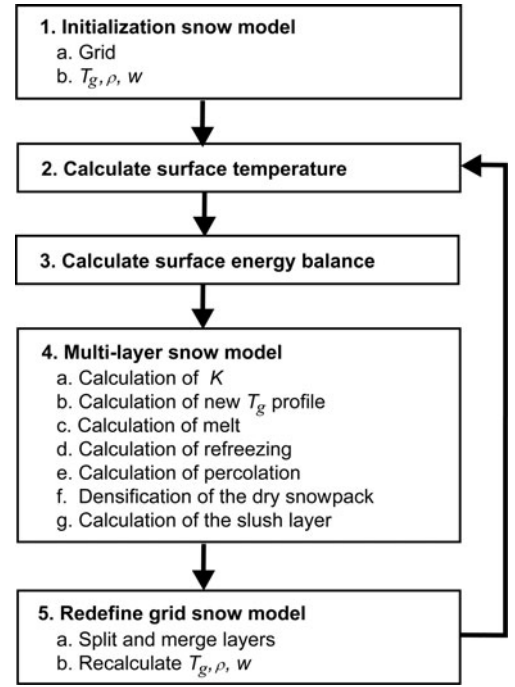 1. Initialization snow model
a. Grid
b. Tg, ρ, w
2. Calculate surface temperature
3. Calculate surface energy balance
4. Multi-layer snow model
a. Calculation of K
b. Calculation of new Tg profile
c. Calculation of melt
d. Calculation of refreezing
e. Calculation of percolation
f. Densification of the dry snowpack
g. Calculation of the slush layer
5. Redefine grid snow model
a. Split and merge layers
b. Recalculate Tg, ρ, w